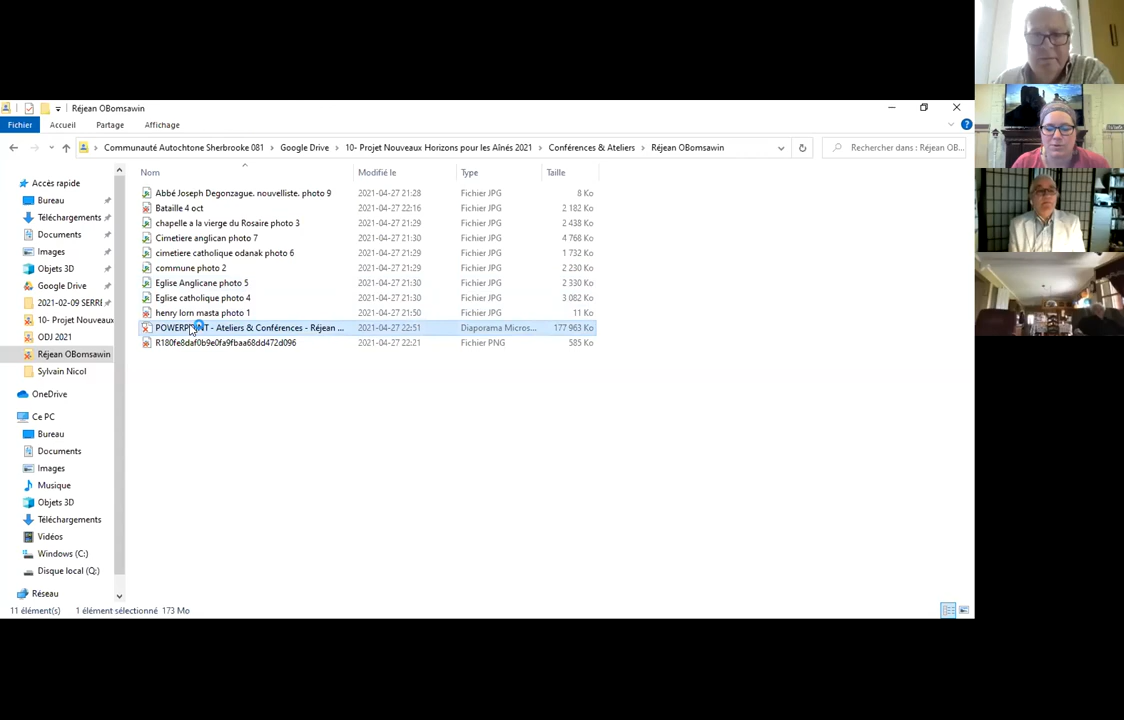 Réjean OBomsawin
Fichier Accueil Partage Affichage
Communauté Autochtone Sherbrooke 081 > Google Drive > 10- Projet Nouveaux Horizons pour les Aînés 2021 > Conférences & Ateliers > Réjean OBomsawin
Rechercher dans : Réjean OB...
Nom Modifié le Type Taille
Abbé Joseph Degonzague. nouvelliste. photo 9 2021-04-27 21:28 Fichier JPG 8 Ko
Bataille 4 oct 2021-04-27 22:16 Fichier JPG 2 182 Ko
chapelle a la vierge du Rosaire photo 3 2021-04-27 21:29 Fichier JPG 2 438 Ko
Cimetiere anglican photo 7 2021-04-27 21:30 Fichier JPG 4 768 Ko
cimetiere catholique odanak photo 6 2021-04-27 21:29 Fichier JPG 1 732 Ko
commune photo 2 2021-04-27 21:29 Fichier JPG 2 230 Ko
Eglise Anglicane photo 5 2021-04-27 21:30 Fichier JPG 2 330 Ko
Eglise catholique photo 4 2021-04-27 21:30 Fichier JPG 3 082 Ko
henry lorn masta photo 1 2021-04-27 21:50 Fichier JPG 11 Ko
POWERPOINT - Ateliers & Conférences - Réjean ... 2021-04-27 22:51 Diaporama Micros... 177 963 Ko
R180fe8daf0b9e0fa9fbaa68dd472d096 2021-04-27 22:21 Fichier PNG 585 Ko
Accès rapide
Bureau
Téléchargements
Documents
Images
Objets 3D
Google Drive
2021-02-09 SERRE
10- Projet Nouveaux
ODJ 2021
Réjean OBomsawin
Sylvain Nicol
OneDrive
Ce PC
Bureau
Documents
Images
Musique
Objets 3D
Téléchargements
Vidéos
Windows (C:)
Disque local (Q:)
Réseau
11 élément(s) 1 élément sélectionné 173 Mo